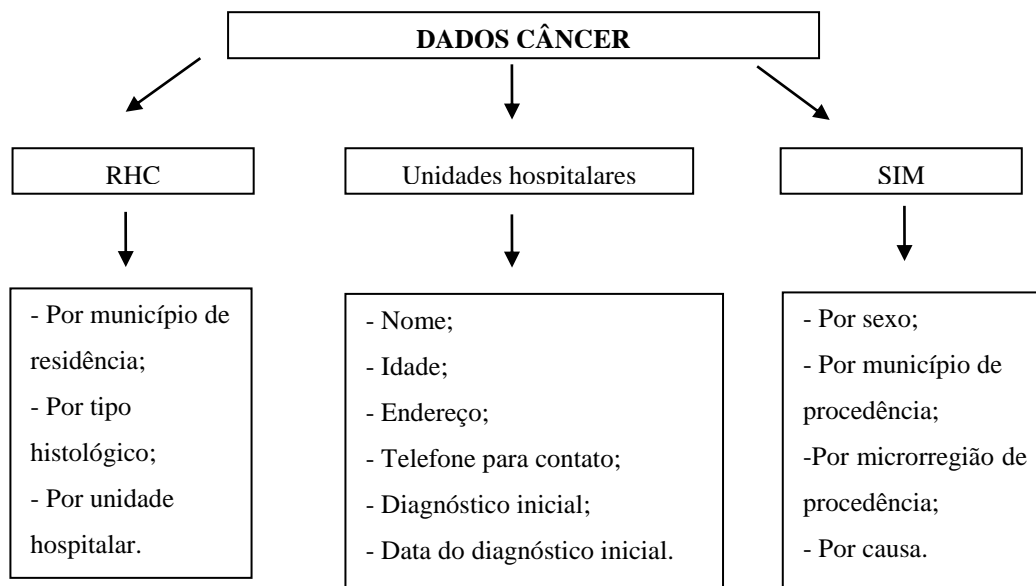 DADOS CÂNCER
RHC
Unidades hospitalares
SIM
- Por município de
residência;
- Por tipo
histológico;
- Por unidade
hospitalar.
- Nome;
- Idade;
- Endereço;
- Telefone para contato;
- Diagnóstico inicial;
- Data do diagnóstico inicial.
- Por sexo;
- Por município de
procedência;
-Por microrregião de
procedência;
- Por causa.